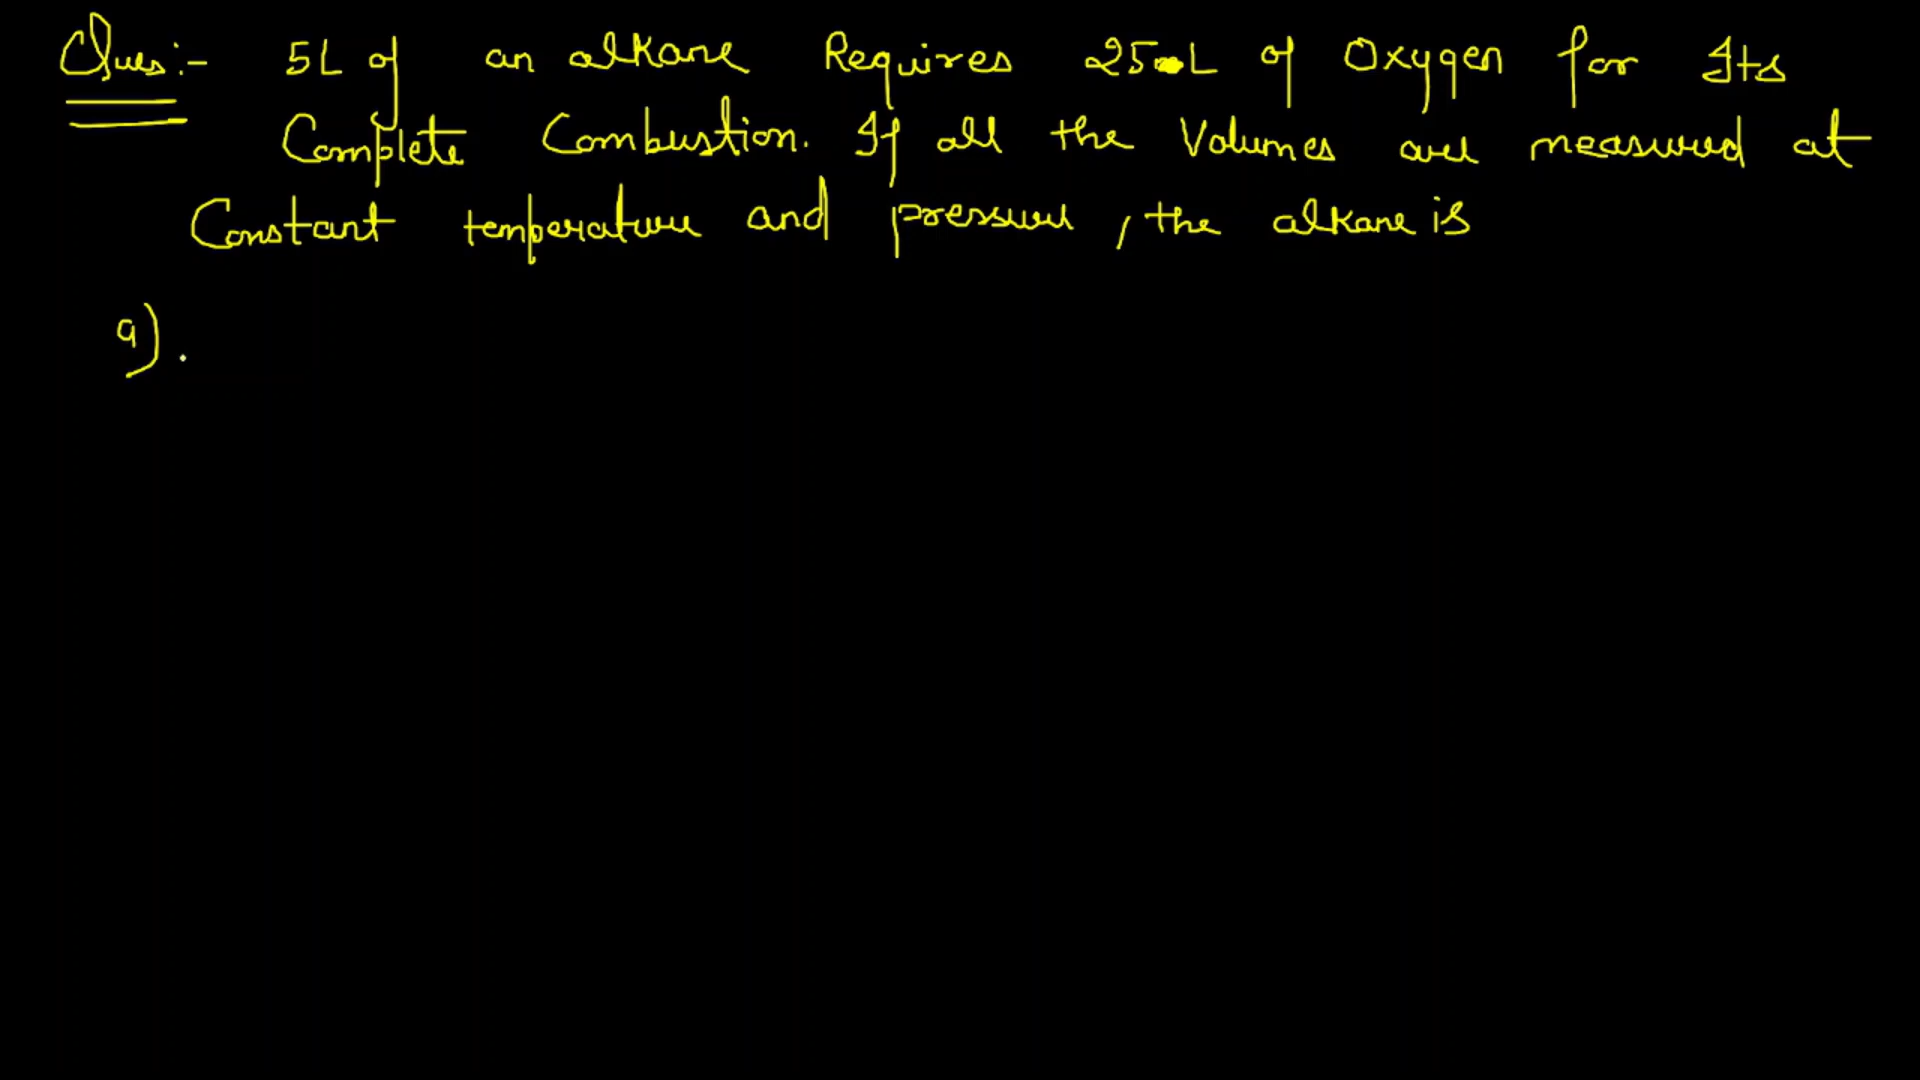 Ques:- 5L of an alkane Requires 25 L of Oxygen for Its
Complete Combustion. If all the Volumes are measured at
Constant temperature and pressure, the alkane is
a).